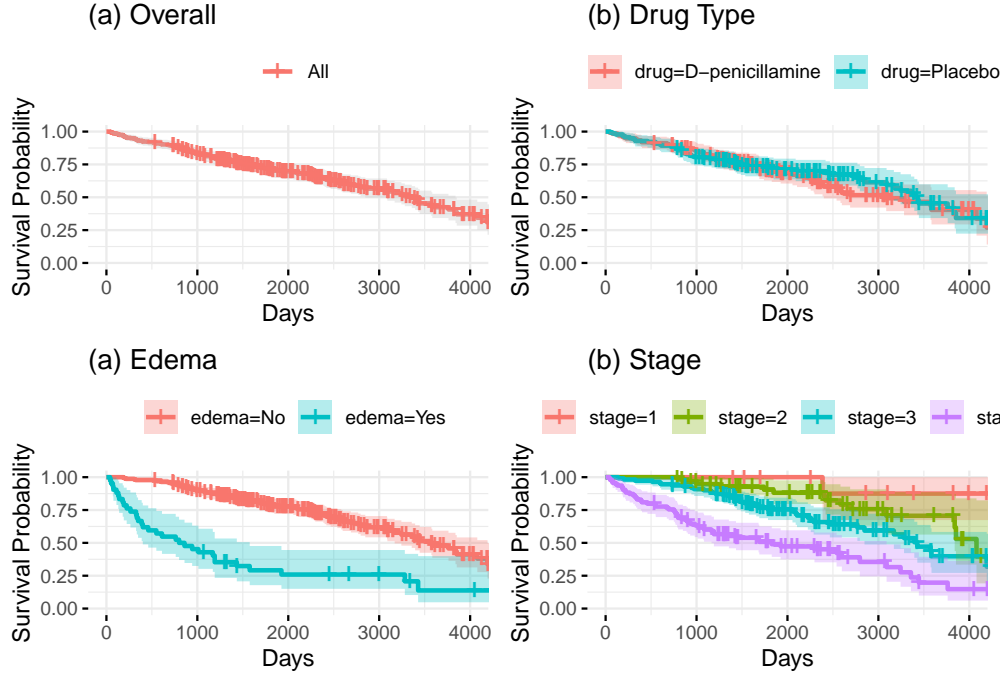 (a) Overall
All
Survival Probability
1.00
0.75
0.50
0.25
0.00
0 1000 2000 3000 4000
Days
(b) Drug Type
drug=D−penicillamine drug=Placebo
Survival Probability
1.00
0.75
0.50
0.25
0.00
0 1000 2000 3000 4000
Days
(a) Edema
edema=No edema=Yes
Survival Probability
1.00
0.75
0.50
0.25
0.00
0 1000 2000 3000 4000
Days
(b) Stage
stage=1 stage=2 stage=3 sta
Survival Probability
1.00
0.75
0.50
0.25
0.00
0 1000 2000 3000 4000
Days